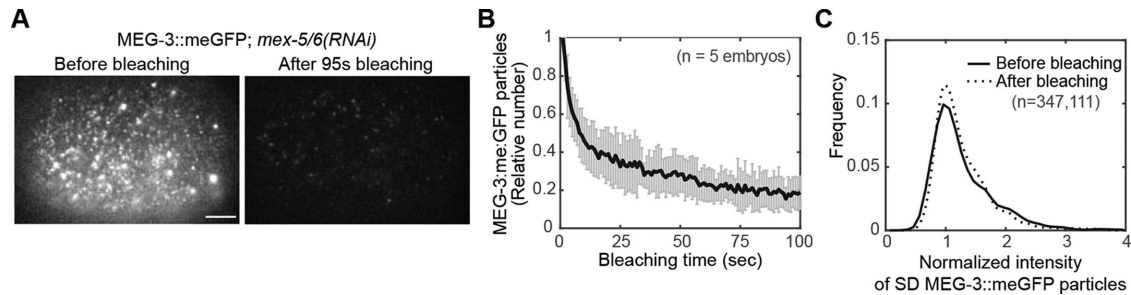 A
MEG-3::meGFP; mex-5/6(RNAi)
Before bleaching
After 95s bleaching
B
MEG-3::me:GFP particles
(Relative number)
1
0.8
0.6
0.4
0.2
0
0
25
50
75
100
(n = 5 embryos)
Bleaching time (sec)
C
Frequency
0.15
0.1
0.05
0
0
1
2
3
4
Before bleaching
After bleaching
(n=347,111)
Normalized intensity
of SD MEG-3::meGFP particles